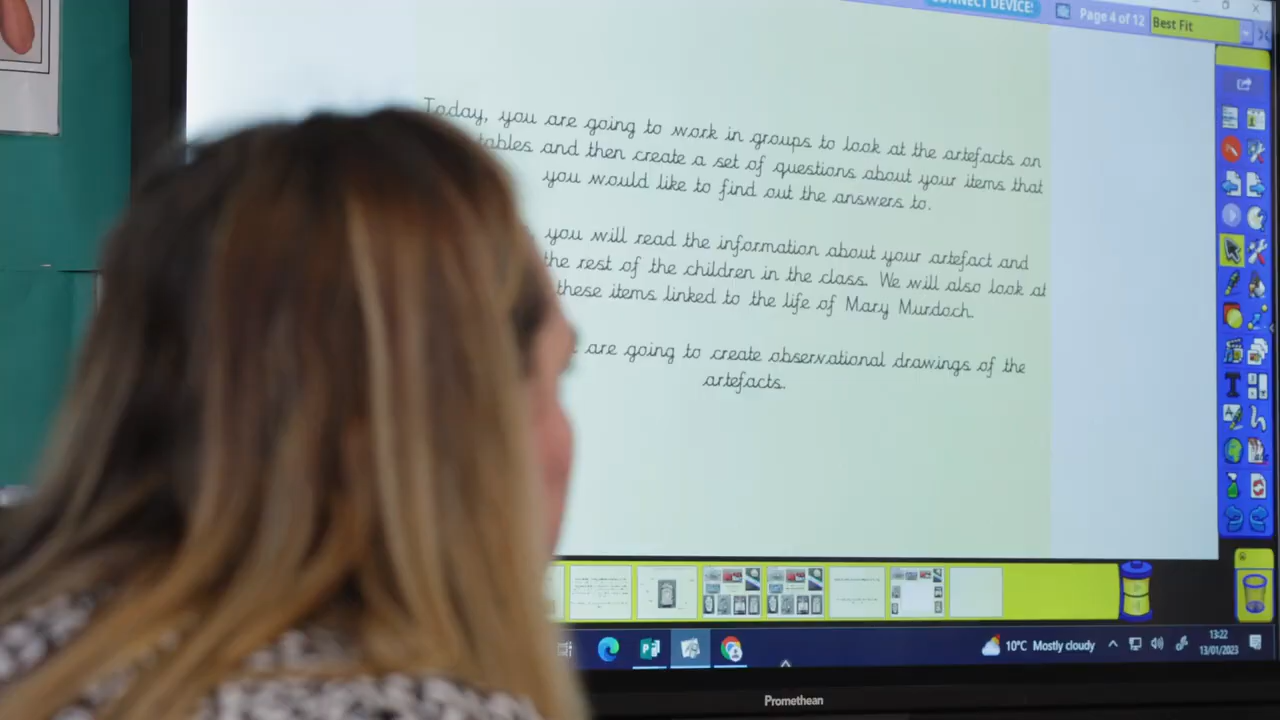 CONNECT DEVICE!
Page 4 of 12
Best Fit
Today, you are going to work in groups to look at the artefacts on
tables and then create a set of questions about your items that
you would like to find out the answers to.
you will read the information about your artefact and
the rest of the children in the class. We will also look at
these items linked to the life of Mary Murdoch.
are going to create observational drawings of the
artefacts.
10°C Mostly cloudy
13:22
13/01/2023
Promethean